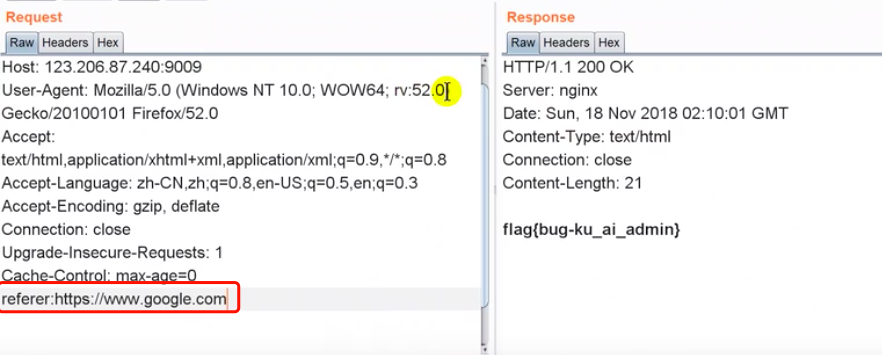 Request
Response
Raw Headers Hex
Raw Headers Hex
Host: 123.206.87.240:9009
User-Agent: Mozilla/5.0 (Windows NT 10.0; WOW64; rv:52.0)
Gecko/20100101 Firefox/52.0
Accept:
text/html,application/xhtml+xml,application/xml;q=0.9,*/*;q=0.8
Accept-Language: zh-CN,zh;q=0.8,en-US;q=0.5,en;q=0.3
Accept-Encoding: gzip, deflate
Connection: close
Upgrade-Insecure-Requests: 1
Cache-Control: max-age=0
referer:https://www.google.com
HTTP/1.1 200 OK
Server: nginx
Date: Sun, 18 Nov 2018 02:10:01 GMT
Content-Type: text/html
Connection: close
Content-Length: 21
flag{bug-ku_ai_admin}